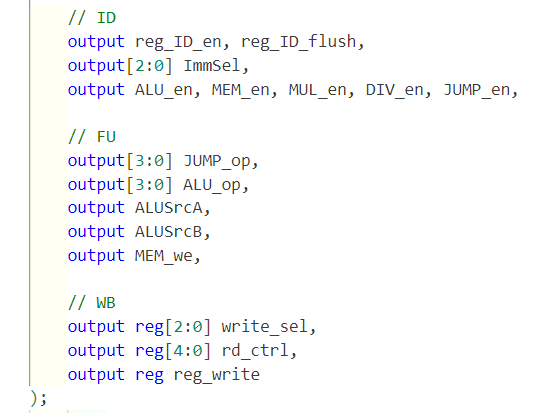 // ID
output reg_ID_en, reg_ID_flush,
output[2:0] ImmSel,
output ALU_en, MEM_en, MUL_en, DIV_en, JUMP_en,
// FU
output[3:0] JUMP_op,
output[3:0] ALU_op,
output ALUSrcA,
output ALUSrcB,
output MEM_we,
// WB
output reg[2:0] write_sel,
output reg[4:0] rd_ctrl,
output reg reg_write
);